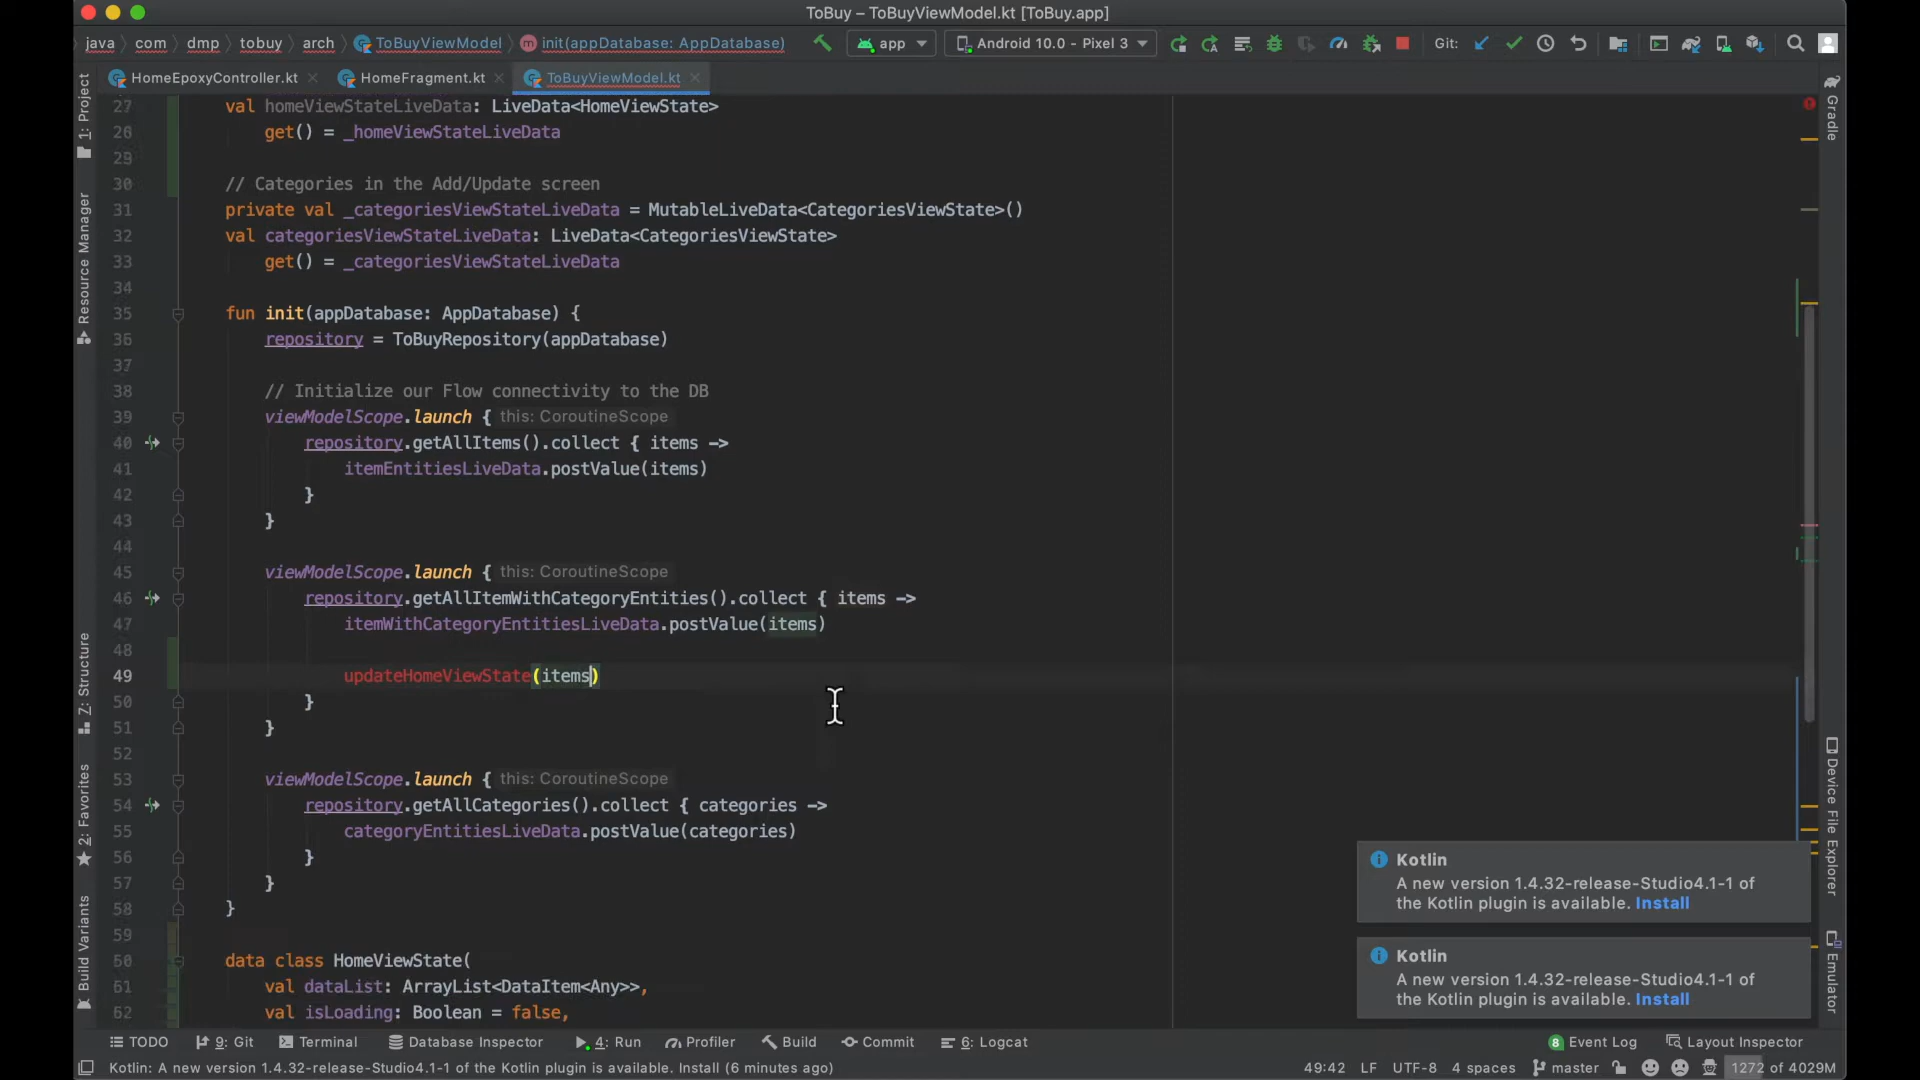 ToBuy – ToBuyViewModel.kt [ToBuy.app]
java com dmp tobuy arch ToBuyViewModel init(appDatabase: AppDatabase) app Android 10.0 - Pixel 3 Git:
HomeEpoxyController.kt HomeFragment.kt ToBuyViewModel.kt
27 val homeViewStateLiveData: LiveData<HomeViewState>
28 get() = _homeViewStateLiveData
29
30 // Categories in the Add/Update screen
31 private val _categoriesViewStateLiveData = MutableLiveData<CategoriesViewState>()
32 val categoriesViewStateLiveData: LiveData<CategoriesViewState>
33 get() = _categoriesViewStateLiveData
34
35 fun init(appDatabase: AppDatabase) {
36 repository = ToBuyRepository(appDatabase)
37
38 // Initialize our Flow connectivity to the DB
39 viewModelScope.launch { this: CoroutineScope
40 repository.getAllItems().collect { items ->
41 itemEntitiesLiveData.postValue(items)
42 }
43 }
44
45 viewModelScope.launch { this: CoroutineScope
46 repository.getAllItemWithCategoryEntities().collect { items ->
47 itemWithCategoryEntitiesLiveData.postValue(items)
48
49 updateHomeViewState(items)
50 }
51 }
52
53 viewModelScope.launch { this: CoroutineScope
54 repository.getAllCategories().collect { categories ->
55 categoryEntitiesLiveData.postValue(categories)
56 }
57 }
58 }
59
60 data class HomeViewState(
61 val dataList: ArrayList<DataItem<Any>>,
62 val isLoading: Boolean = false,
1: Project
Resource Manager
7: Structure
2: Favorites
Build Variants
Gradle
Device File Explorer
Emulator
Kotlin
A new version 1.4.32-release-Studio4.1-1 of
the Kotlin plugin is available. Install
Kotlin
A new version 1.4.32-release-Studio4.1-1 of
the Kotlin plugin is available. Install
TODO 9: Git Terminal Database Inspector 4: Run Profiler Build Commit 6: Logcat 8 Event Log Layout Inspector
Kotlin: A new version 1.4.32-release-Studio4.1-1 of the Kotlin plugin is available. Install (6 minutes ago) 49:42 LF UTF-8 4 spaces master 1272 of 4029M